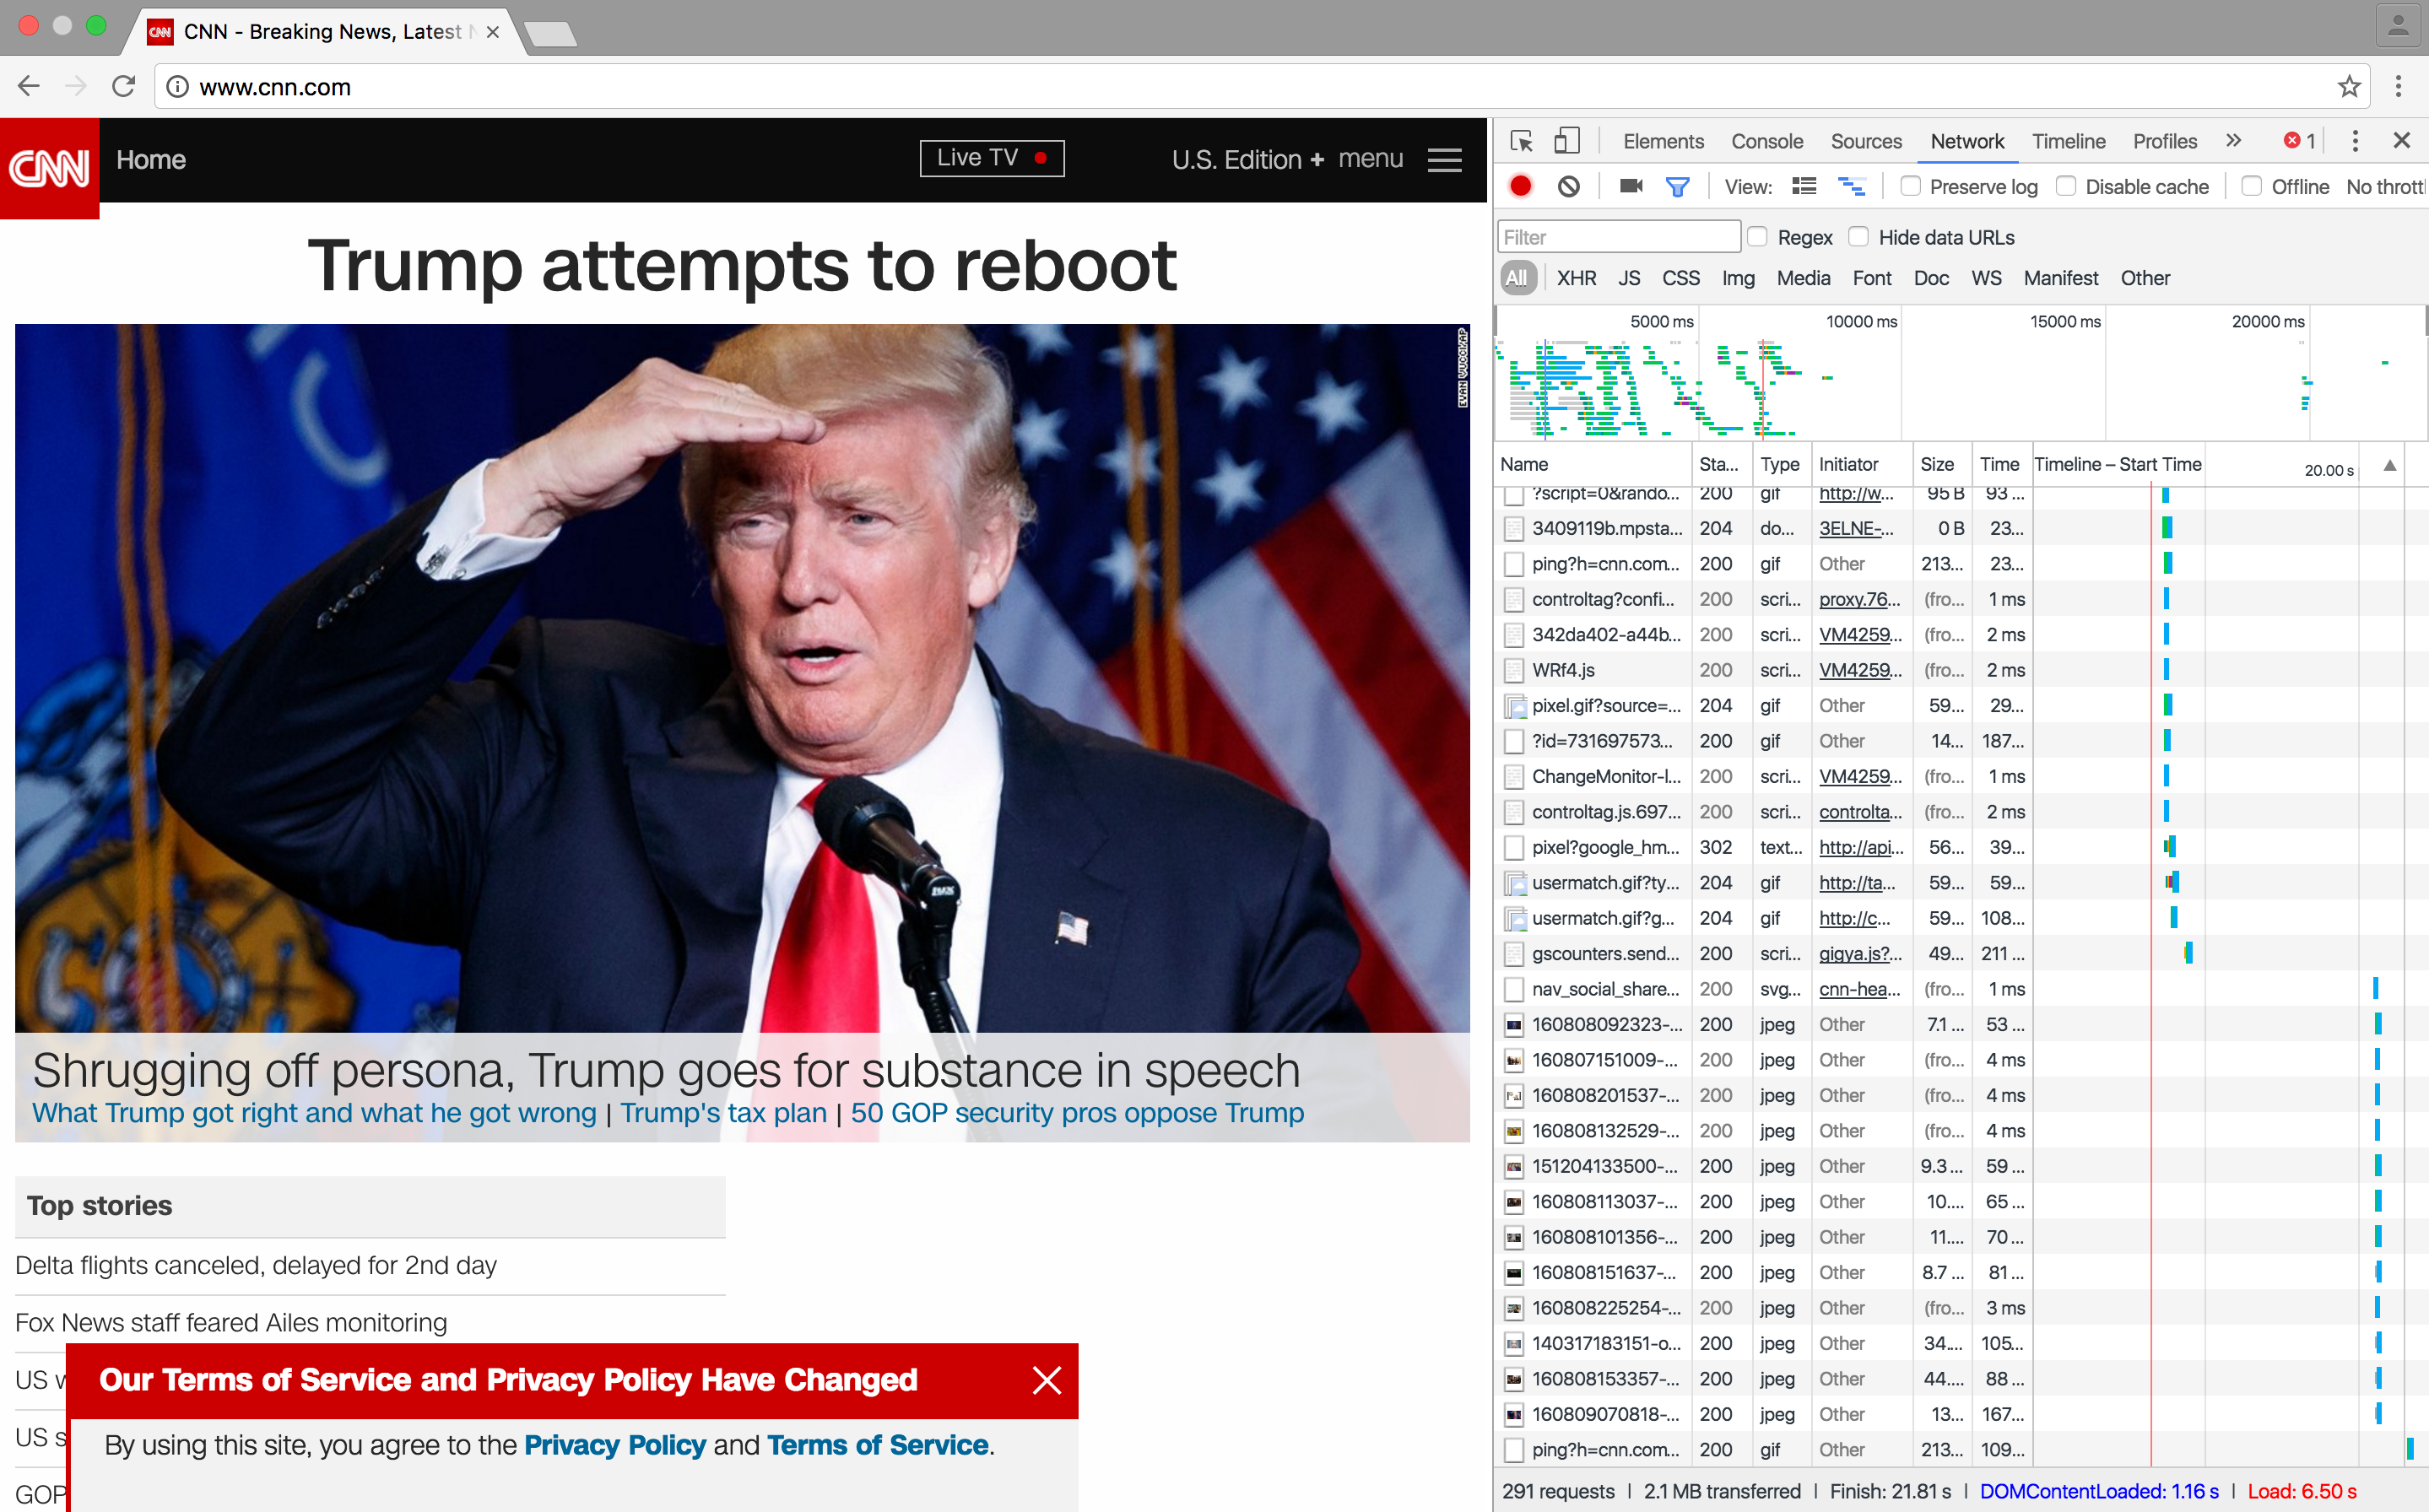 CNN - Breaking News, Latest N
www.cnn.com
CNN
Home
Live TV
U.S. Edition +
menu
Trump attempts to reboot
EVAN VUCCI/AP
Shrugging off persona, Trump goes for substance in speech
What Trump got right and what he got wrong | Trump's tax plan | 50 GOP security pros oppose Trump
Top stories
Delta flights canceled, delayed for 2nd day
Fox News staff feared Ailes monitoring
US w
US s
GOP
Our Terms of Service and Privacy Policy Have Changed
By using this site, you agree to the Privacy Policy and Terms of Service.
Elements Console Sources Network Timeline Profiles » 1
View: Preserve log Disable cache Offline No thrott
Filter Regex Hide data URLs
All XHR JS CSS Img Media Font Doc WS Manifest Other
5000 ms 10000 ms 15000 ms 20000 ms
Name Sta... Type Initiator Size Time Timeline – Start Time 20.00 s
?script=0&rando... 200 gif http://w... 95 B 93 ...
3409119b.mpsta... 204 do... 3ELNE-... 0 B 23...
ping?h=cnn.com... 200 gif Other 213... 23...
controltag?confi... 200 scri... proxy.76... (fro... 1 ms
342da402-a44b... 200 scri... VM4259... (fro... 2 ms
WRf4.js 200 scri... VM4259... (fro... 2 ms
pixel.gif?source=... 204 gif Other 59... 29...
?id=731697573... 200 gif Other 14... 187...
ChangeMonitor-l... 200 scri... VM4259... (fro... 1 ms
controltag.js.697... 200 scri... controlta... (fro... 2 ms
pixel?google_hm... 302 text... http://api... 56... 39...
usermatch.gif?ty... 204 gif http://ta... 59... 59...
usermatch.gif?g... 204 gif http://c... 59... 108...
gscounters.send... 200 scri... gigya.js?... 49... 211 ...
nav_social_share... 200 svg... cnn-hea... (fro... 1 ms
160808092323-... 200 jpeg Other 7.1 ... 53 ...
160807151009-... 200 jpeg Other (fro... 4 ms
160808201537-... 200 jpeg Other (fro... 4 ms
160808132529-... 200 jpeg Other (fro... 4 ms
151204133500-... 200 jpeg Other 9.3 ... 59 ...
160808113037-... 200 jpeg Other 10.... 65 ...
160808101356-... 200 jpeg Other 11.... 70 ...
160808151637-... 200 jpeg Other 8.7 ... 81 ...
160808225254-... 200 jpeg Other (fro... 3 ms
140317183151-o... 200 jpeg Other 34.... 105...
160808153357-... 200 jpeg Other 44.... 88 ...
160809070818-... 200 jpeg Other 13... 167...
ping?h=cnn.com... 200 gif Other 213... 109...
291 requests | 2.1 MB transferred | Finish: 21.81 s | DOMContentLoaded: 1.16 s | Load: 6.50 s